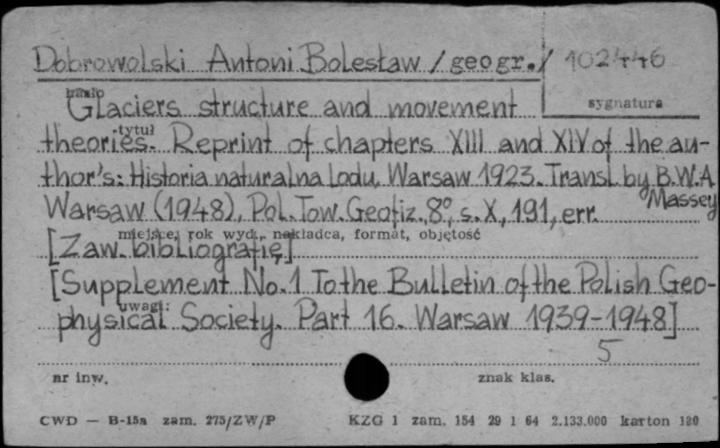 Dobrowolski Antoni Bolesław /geogr./ 102446
hasło
sygnatura
Glaciers structure and movement
tytuł
theories. Reprint of chapters XIII and XIV of the au-
thor's: Historia naturalna lodu, Warsaw 1923. Transl. by B.W.A.
Massey
Warsaw (1948), Pol. Tow. Geofiz. 8°, s. X, 191, err.
miejsce, rok wyd., nakładca, format, objętość
[Zaw. bibliografię]
[Supplement No. 1 To the Bulletin of the Polish Geo-
uwagi:
physical Society. Part 16. Warsaw 1939-1948]
5
nr inw. znak klas.
CWD — B-15a zam. 275/ZW/P KZG 1 zam. 154 29 1 64 2.133.000 karton 180